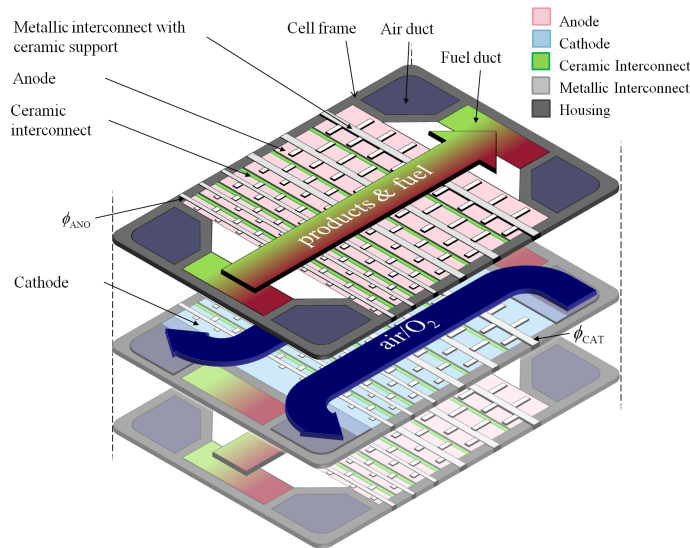 Metallic interconnect with
ceramic support
Cell frame
Air duct
Fuel duct
Anode
Ceramic
interconnect
Anode
Cathode
Ceramic Interconnect
Metallic Interconnect
Housing
products & fuel
ϕANO
Cathode
air/O₂
ϕCAT